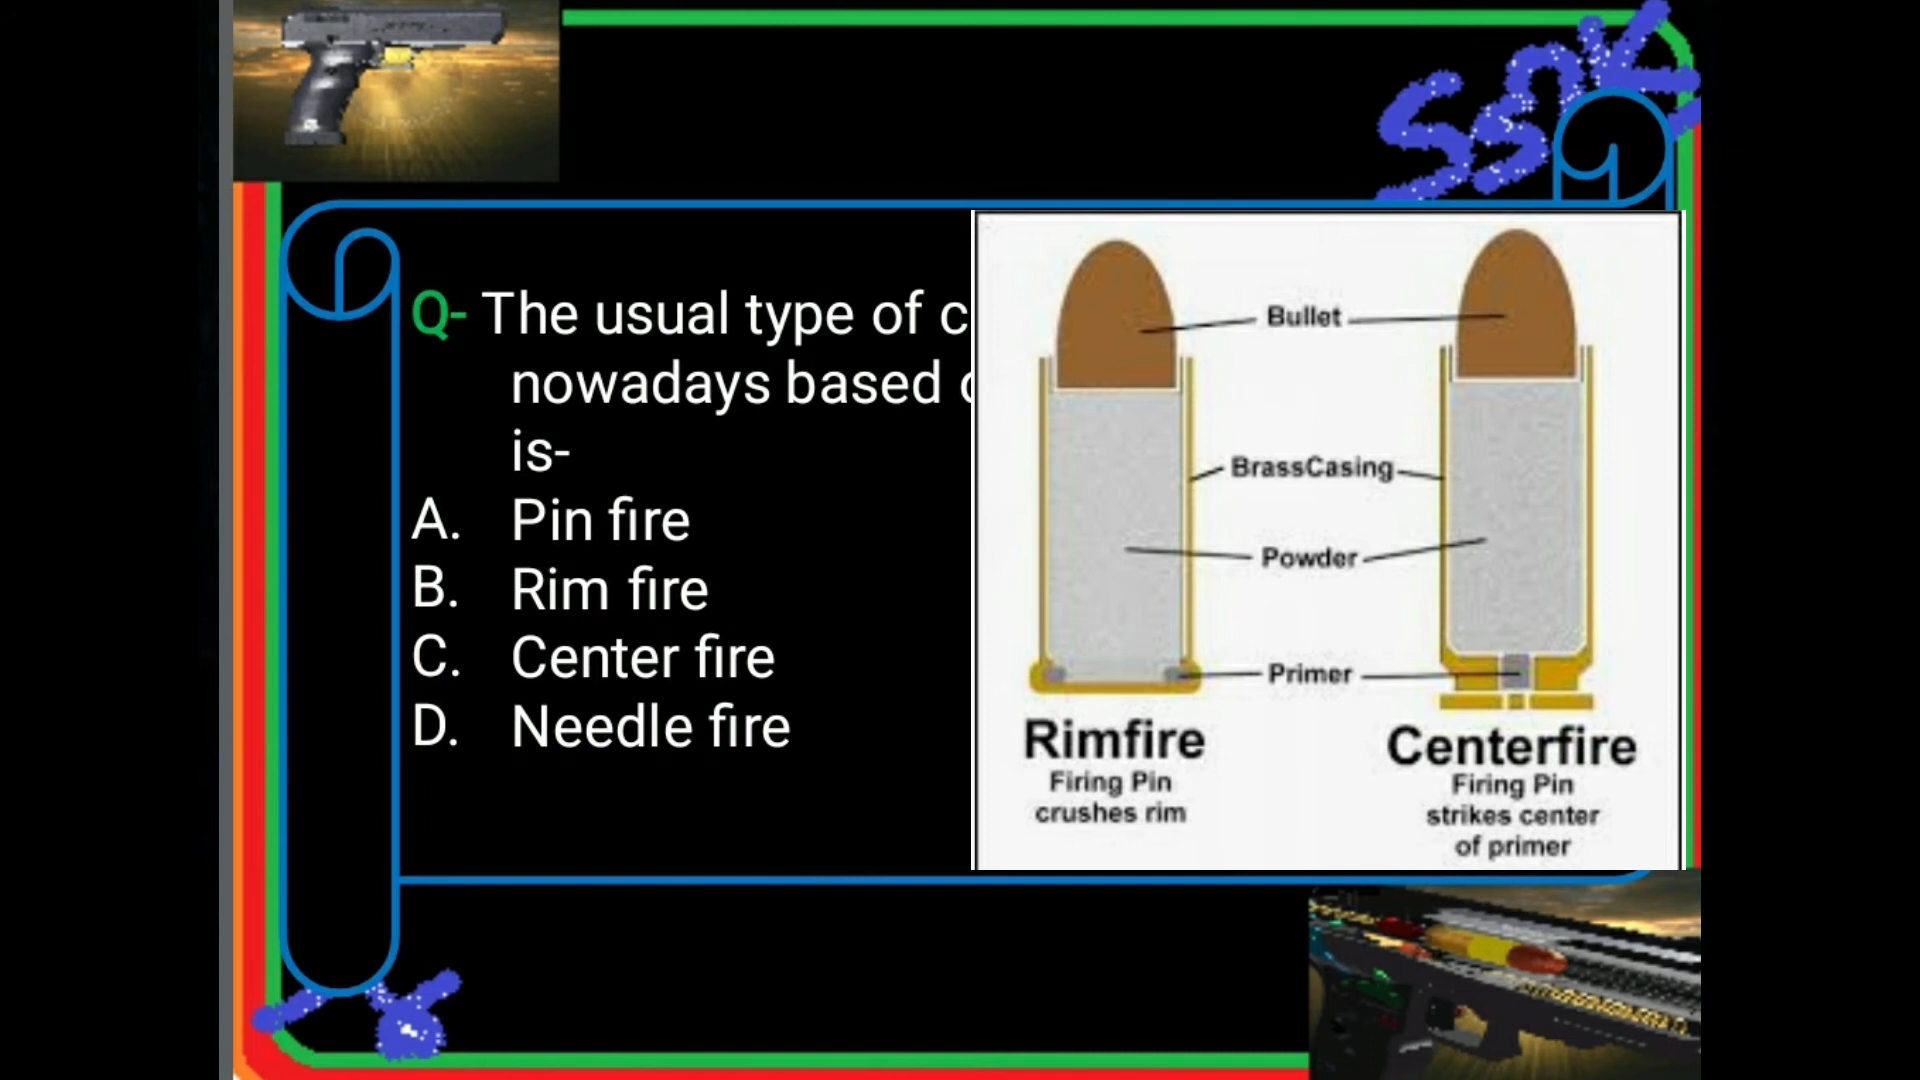 Q- The usual type of c
nowadays based
is-
A. Pin fire
B. Rim fire
C. Center fire
D. Needle fire
Bullet
BrassCasing
Powder
Primer
Rimfire
Firing Pin
crushes rim
Centerfire
Firing Pin
strikes center
of primer